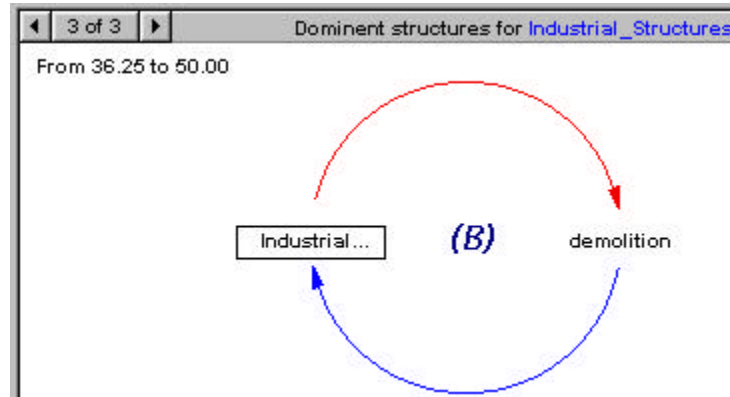 3 of 3 Dominent structures for Industrial_Structures
From 36.25 to 50.00
Industrial... (B) demolition